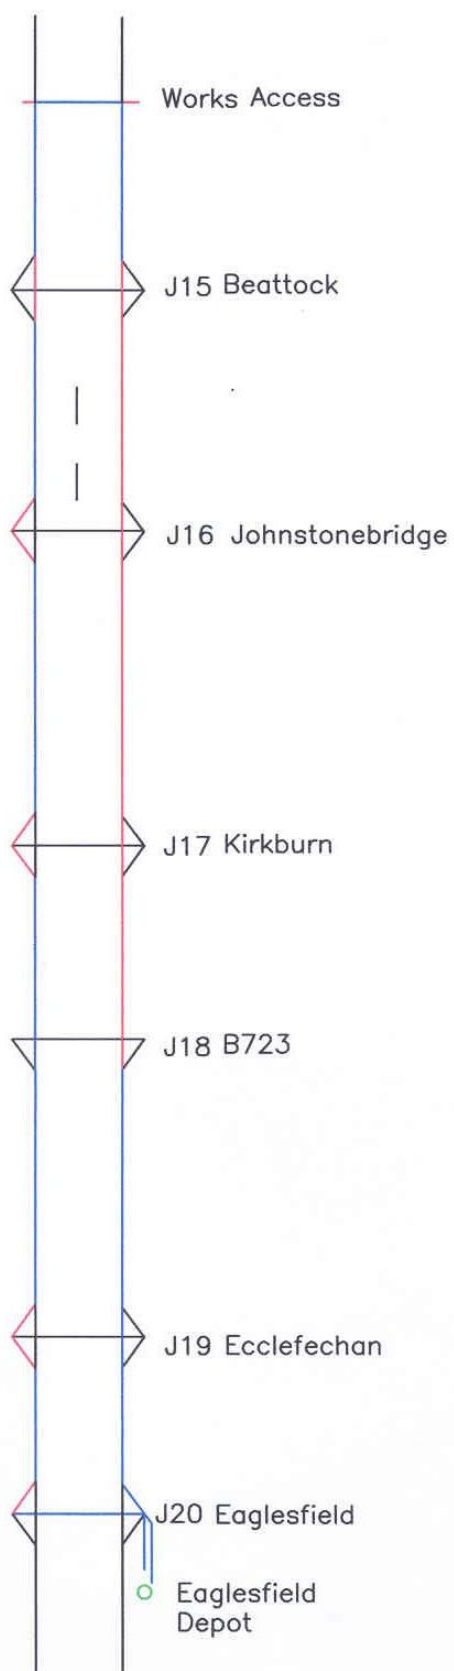 Works Access
J15 Beattock
J16 Johnstonebridge
J17 Kirkburn
J18 B723
J19 Ecclefechan
J20 Eaglesfield
Eaglesfield
Depot